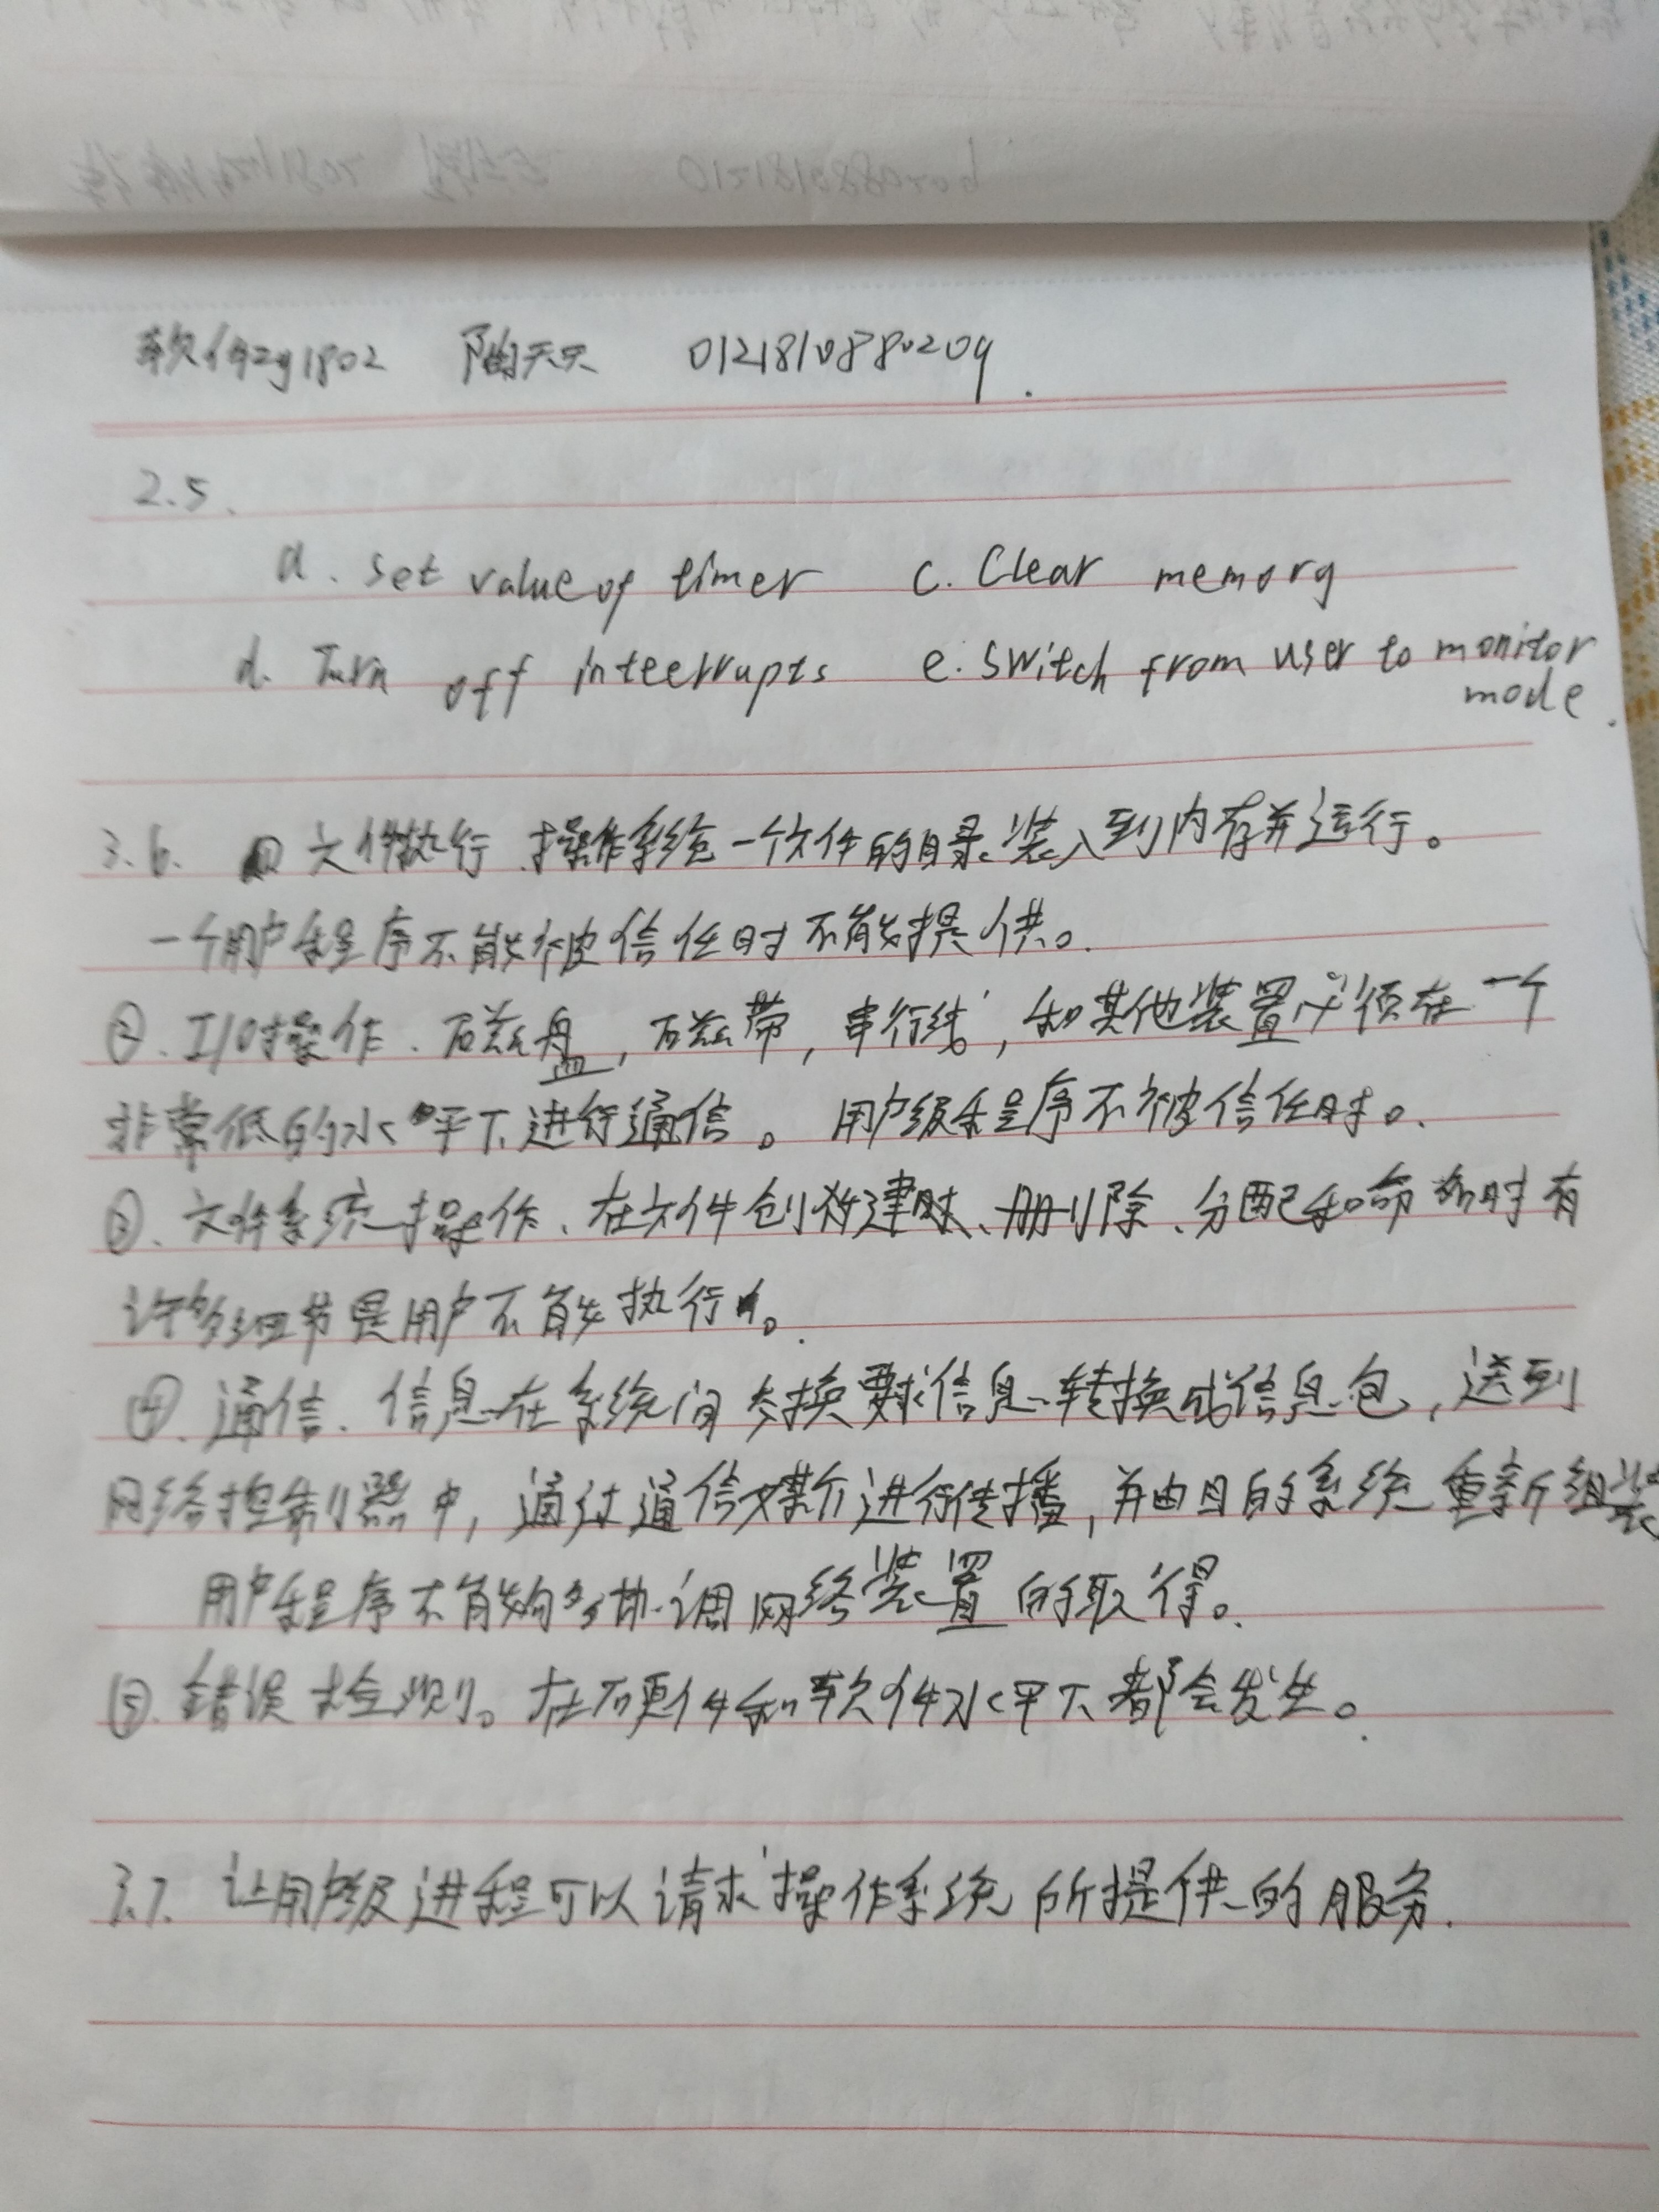 软件zy1802 陶天天 0121810880209.
2.5.
a. set value of timer c. Clear memory
d. Turn off inteerrupts e. Switch from user to monitor
mode.
3.6. 文件执行 操作系统一个文件的目录装入到内存并运行。
一个用户程序不能被信任时不能提供。
②. I/O操作. 磁盘, 磁带, 串行线, 和其他装置必须在一个
非常低的水平下进行通信。 用户级程序不被信任时。
③. 文件系统操作. 在文件创建时、删除、分配和命名时有
许多细节是用户不能执行的。
④. 通信. 信息在系统间交换要求信息转换成信息包, 送到
网络控制器中, 通过通信媒介进行传播, 并由目的系统重新组装
用户程序不能够协调网络装置的取得。
⑤. 错误检测。在硬件和软件水平下都会发生。
3.7. 让用户级进程可以请求操作系统所提供的服务.